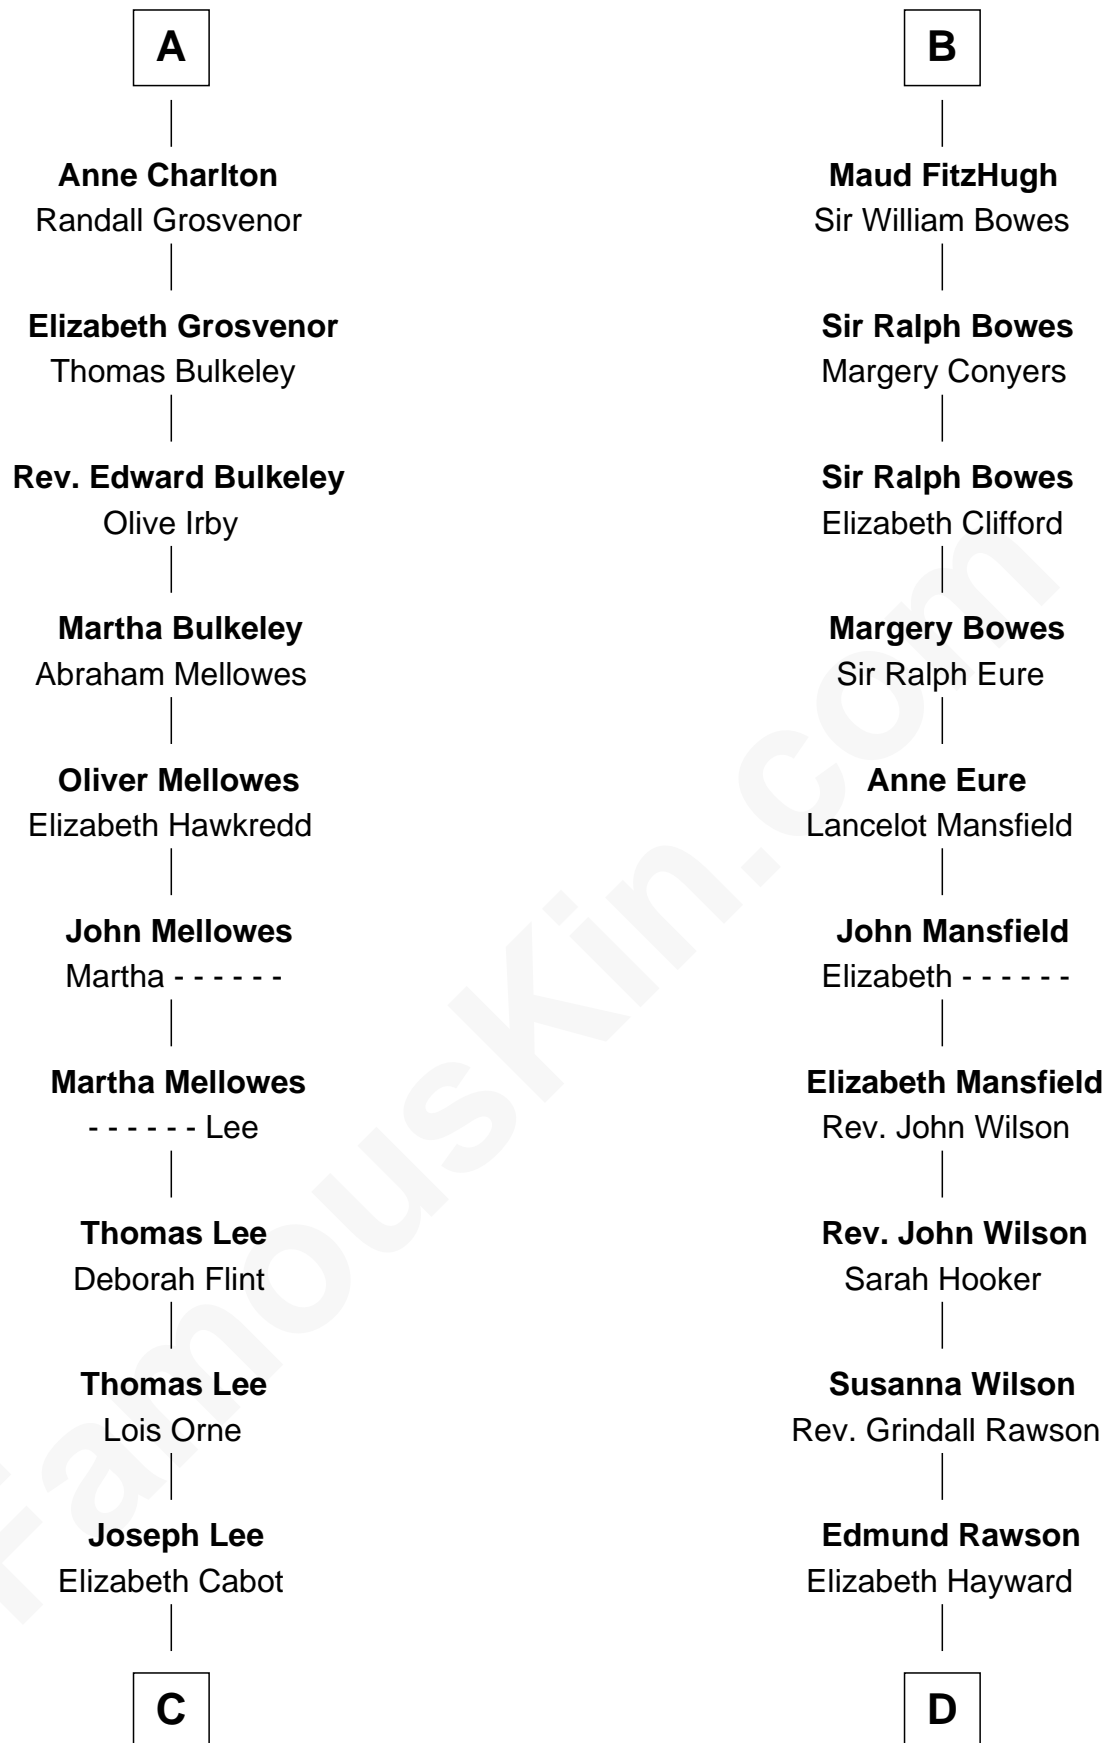 A
Anne Charlton
Randall Grosvenor
Elizabeth Grosvenor
Thomas Bulkeley
Rev. Edward Bulkeley
Olive Irby
Martha Bulkeley
Abraham Mellowes
Oliver Mellowes
Elizabeth Hawkredd
John Mellowes
Martha - - - - - -
Martha Mellowes
- - - - - - Lee
Thomas Lee
Deborah Flint
Thomas Lee
Lois Orne
Joseph Lee
Elizabeth Cabot
C
B
Maud FitzHugh
Sir William Bowes
Sir Ralph Bowes
Margery Conyers
Sir Ralph Bowes
Elizabeth Clifford
Margery Bowes
Sir Ralph Eure
Anne Eure
Lancelot Mansfield
John Mansfield
Elizabeth - - - - - -
Elizabeth Mansfield
Rev. John Wilson
Rev. John Wilson
Sarah Hooker
Susanna Wilson
Rev. Grindall Rawson
Edmund Rawson
Elizabeth Hayward
D
FamousKin.com